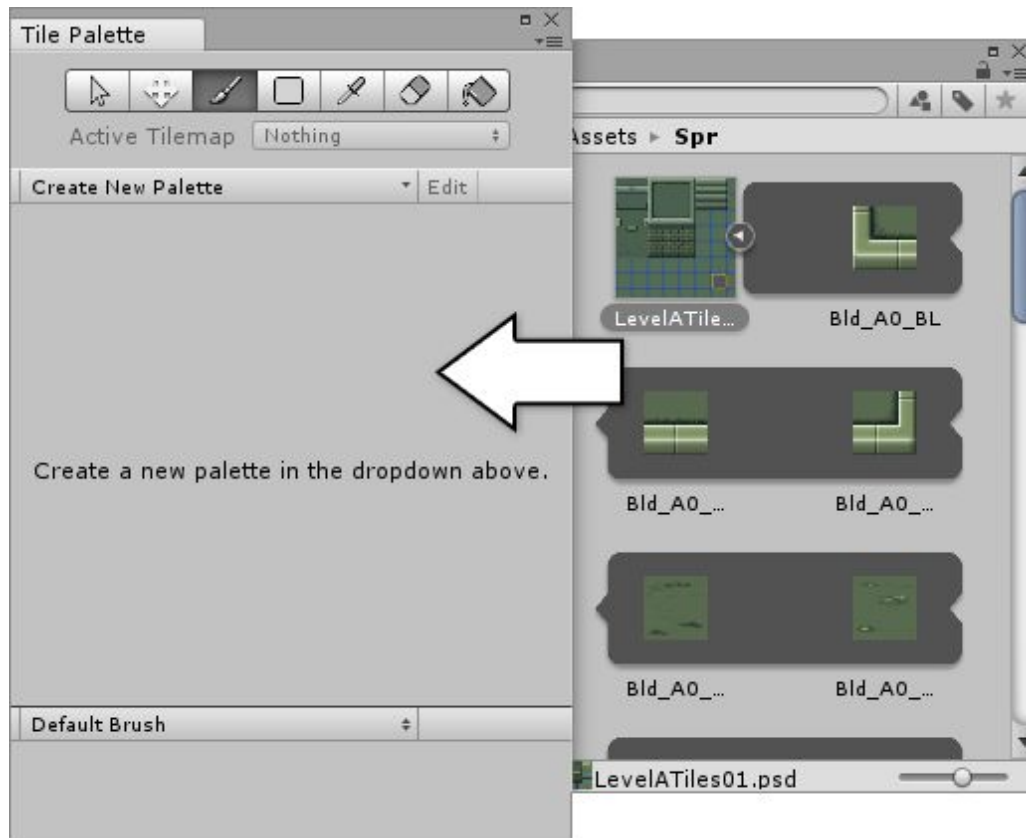 Tile Palette
Active Tilemap Nothing
Create New Palette Edit
Create a new palette in the dropdown above.
Default Brush
Assets ▸ Spr
LevelATile...
Bld_A0_BL
Bld_A0_...
Bld_A0_...
Bld_A0_...
Bld_A0_...
LevelATiles01.psd